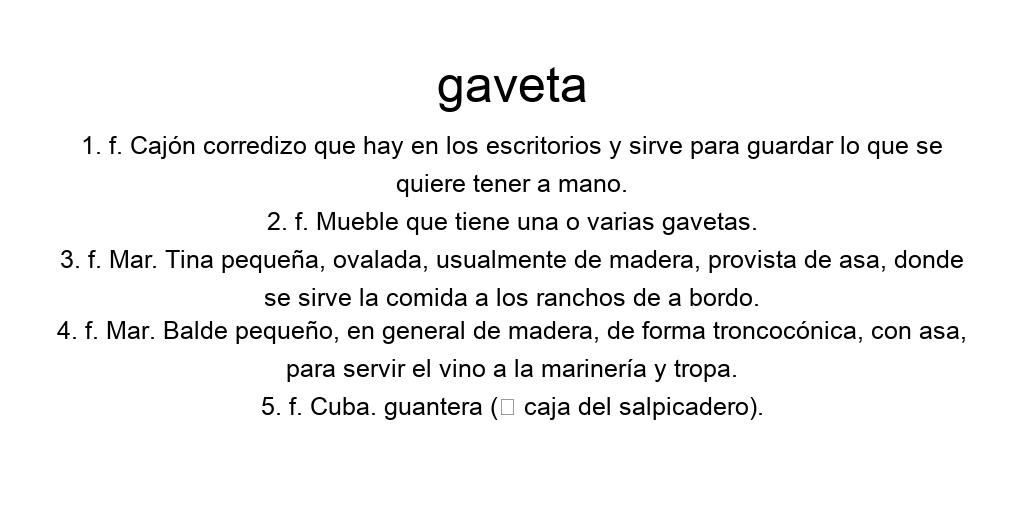 gaveta
1. f. Cajón corredizo que hay en los escritorios y sirve para guardar lo que se
quiere tener a mano.
2. f. Mueble que tiene una o varias gavetas.
3. f. Mar. Tina pequeña, ovalada, usualmente de madera, provista de asa, donde
se sirve la comida a los ranchos de a bordo.
4. f. Mar. Balde pequeño, en general de madera, de forma troncocónica, con asa,
para servir el vino a la marinería y tropa.
5. f. Cuba. guantera (□ caja del salpicadero).